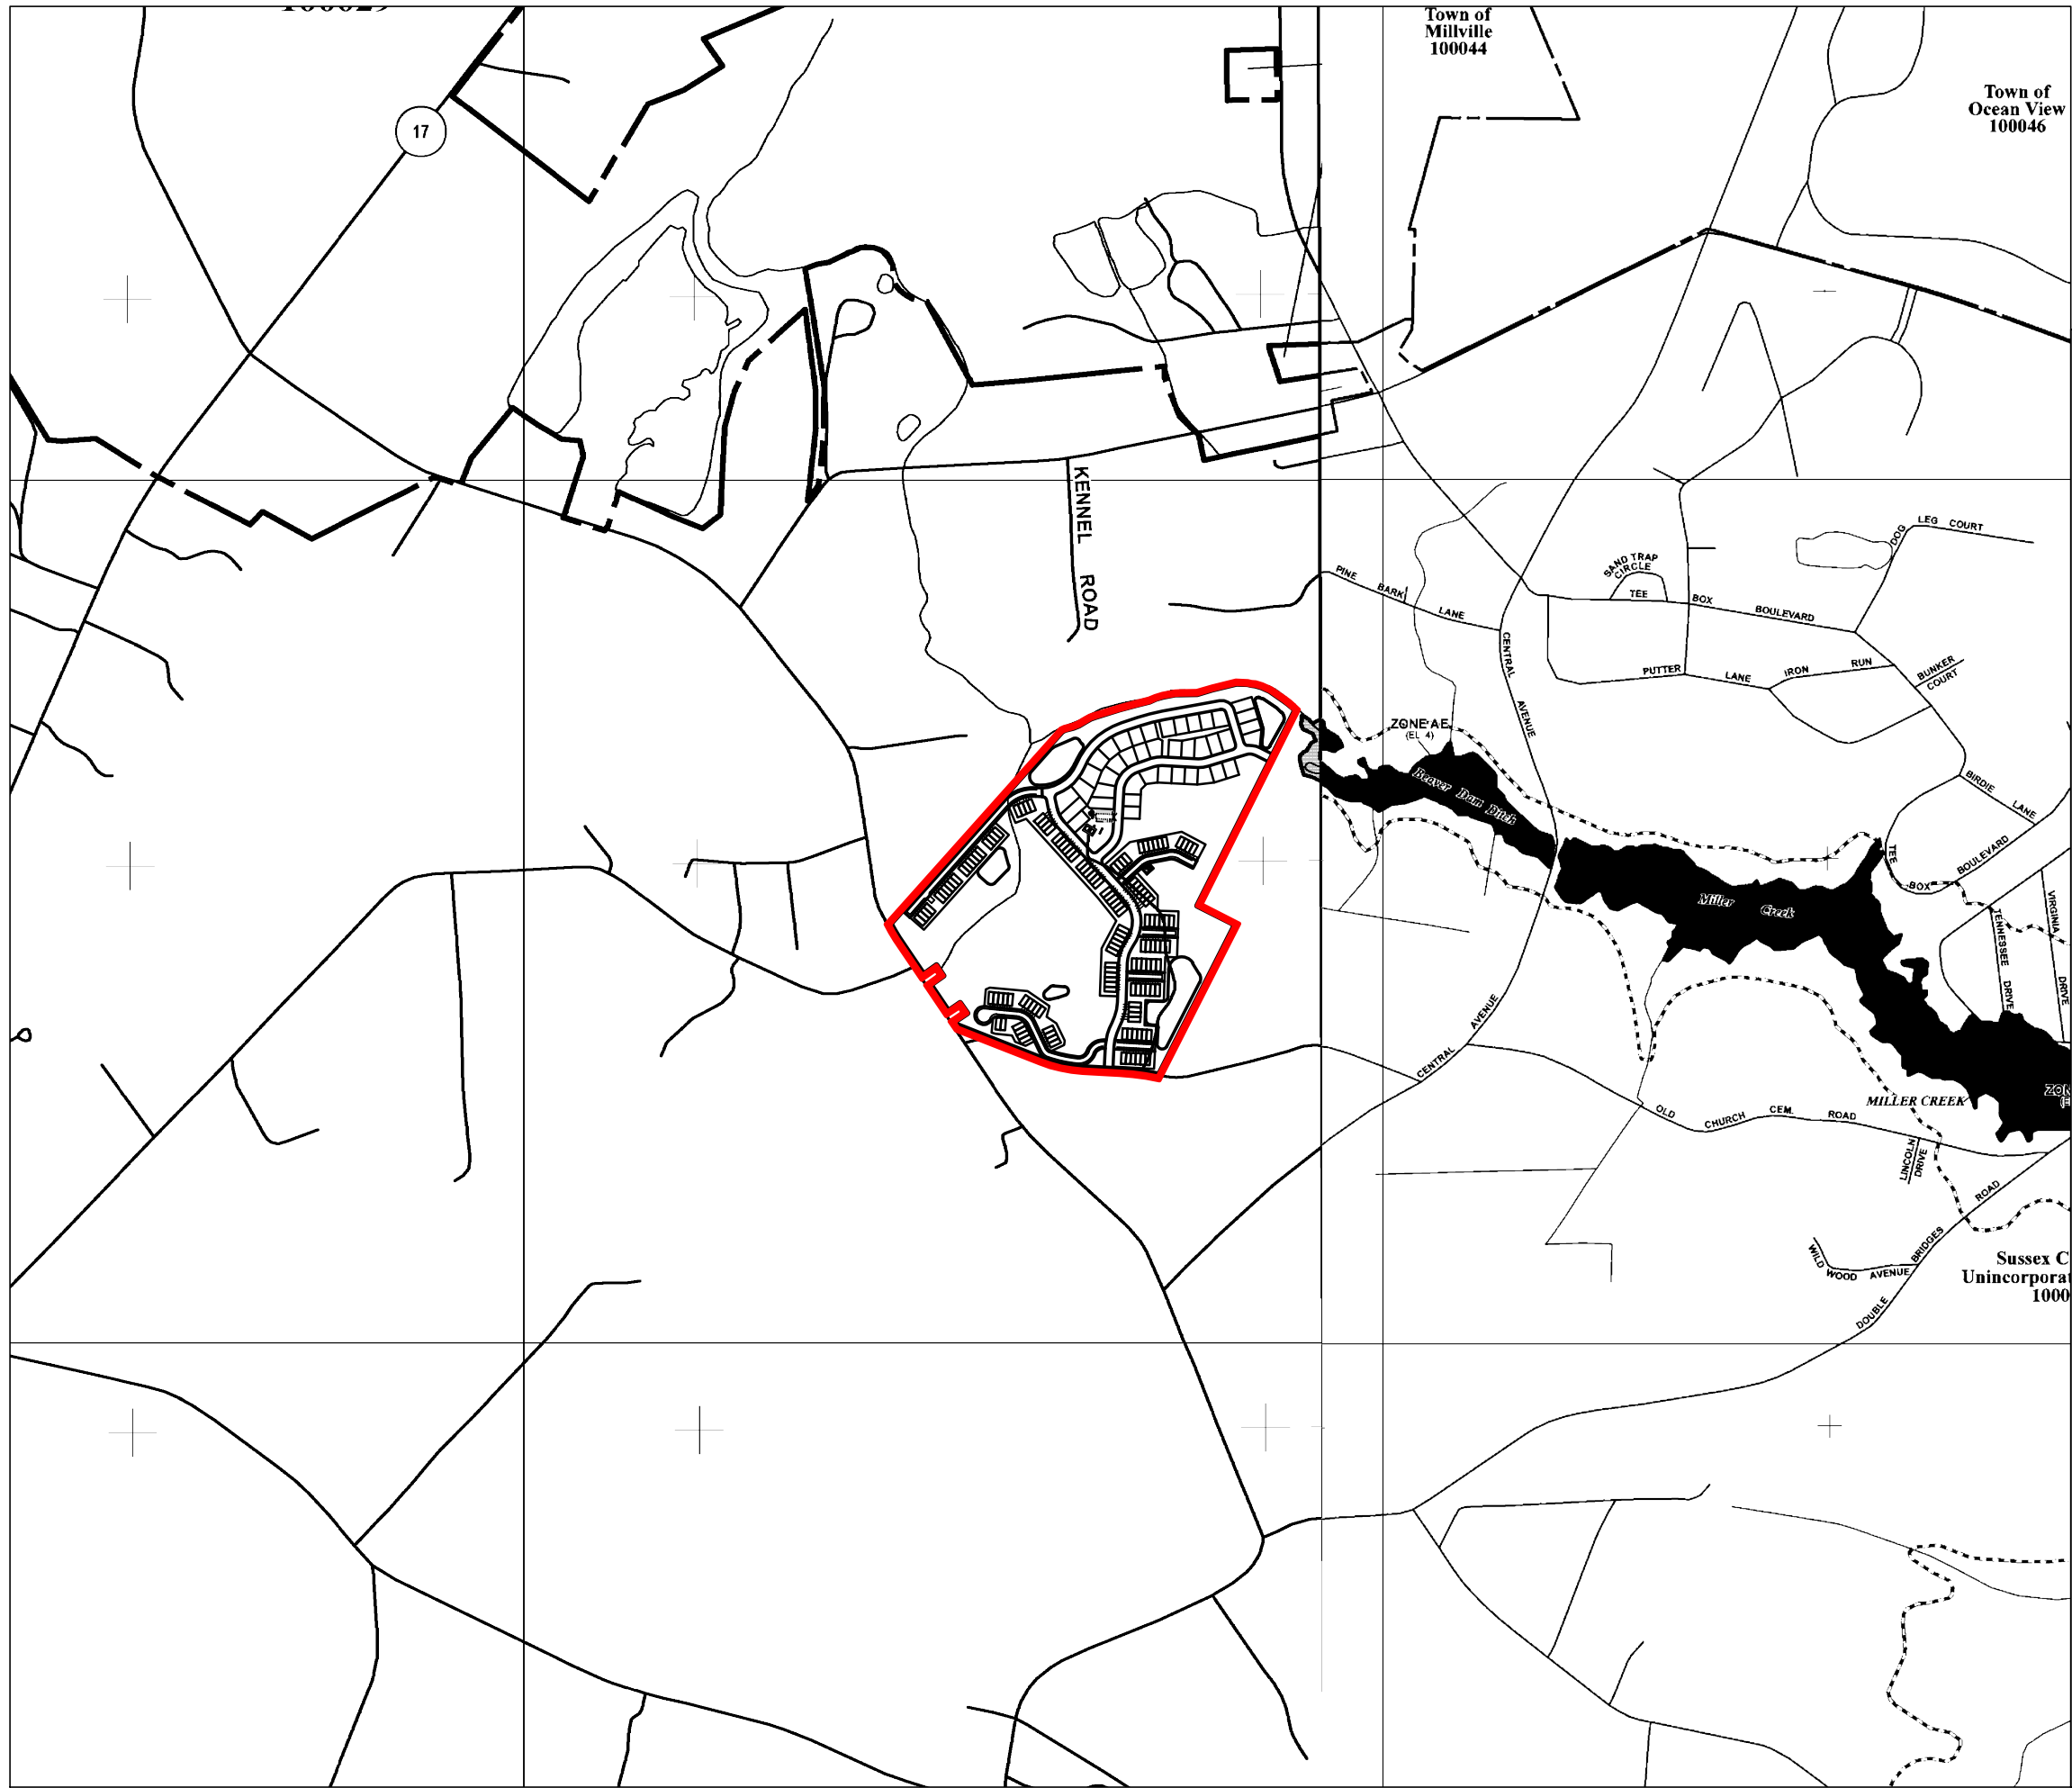 Town of
Millville
100044
Town of
Ocean View
100046
17
KENNEL ROAD
DOG LEG COURT
SAND TRAP
CIRCLE
TEE BOX BOULEVARD
PINE BARK LANE
CENTRAL AVENUE
PUTTER LANE
IRON RUN
BUNKER
COURT
ZONE AE
(EL 4)
Beaver Dam Ditch
BIRDIE LANE
TEE BOX BOULEVARD
Miller Creek
TENNESSEE DRIVE
VIRGINIA DRIVE
CENTRAL AVENUE
MILLER CREEK
ZON
(E
OLD CHURCH CEM. ROAD
LINCOLN
DRIVE
DOUBLE BRIDGES ROAD
WILD WOOD AVENUE
Sussex C
Unincorporat
1000